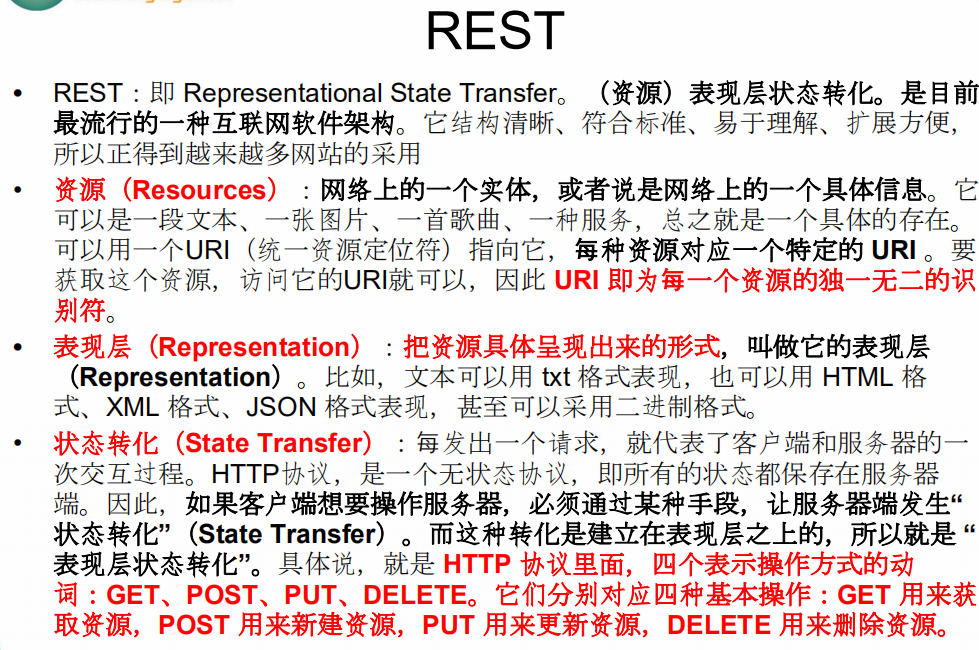 REST
• REST：即 Representational State Transfer。（资源）表现层状态转化。是目前
最流行的一种互联网软件架构。它结构清晰、符合标准、易于理解、扩展方便，
所以正得到越来越多网站的采用
• 资源（Resources）：网络上的一个实体，或者说是网络上的一个具体信息。它
可以是一段文本、一张图片、一首歌曲、一种服务，总之就是一个具体的存在。
可以用一个URI（统一资源定位符）指向它，每种资源对应一个特定的 URI 。要
获取这个资源，访问它的URI就可以，因此 URI 即为每一个资源的独一无二的识
别符。
• 表现层（Representation）：把资源具体呈现出来的形式，叫做它的表现层
（Representation）。比如，文本可以用 txt 格式表现，也可以用 HTML 格
式、XML 格式、JSON 格式表现，甚至可以采用二进制格式。
• 状态转化（State Transfer）：每发出一个请求，就代表了客户端和服务器的一
次交互过程。HTTP协议，是一个无状态协议，即所有的状态都保存在服务器
端。因此，如果客户端想要操作服务器，必须通过某种手段，让服务器端发生“
状态转化”（State Transfer）。而这种转化是建立在表现层之上的，所以就是 “
表现层状态转化”。具体说，就是 HTTP 协议里面，四个表示操作方式的动
词：GET、POST、PUT、DELETE。它们分别对应四种基本操作：GET 用来获
取资源，POST 用来新建资源，PUT 用来更新资源，DELETE 用来删除资源。